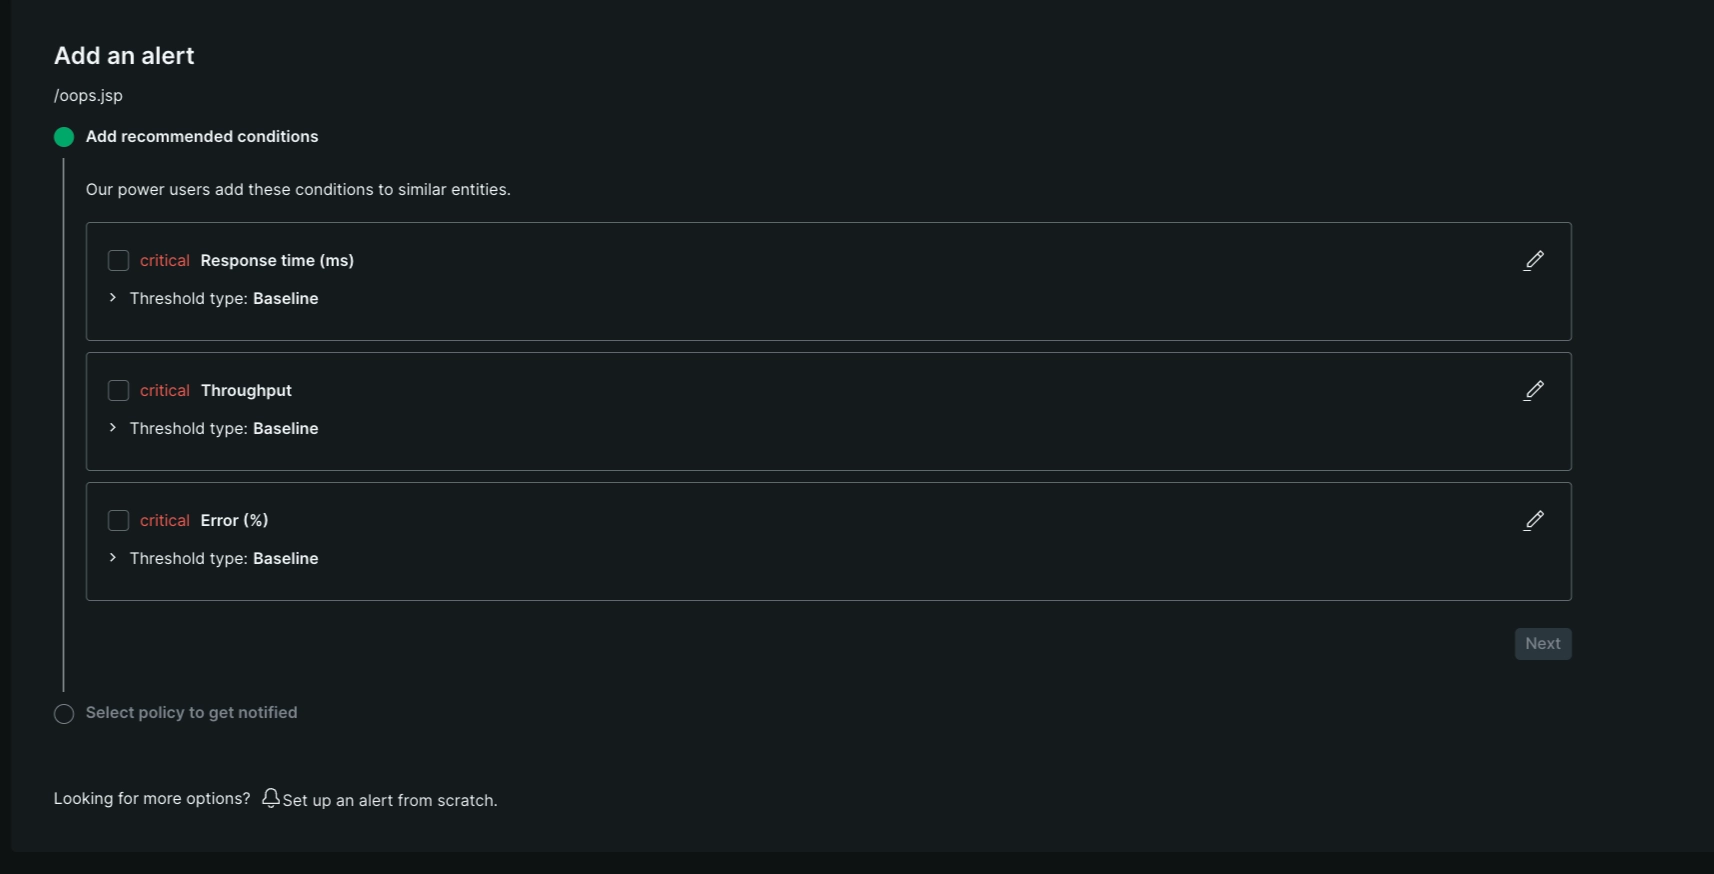 Add an alert
/oops.jsp
Add recommended conditions
Our power users add these conditions to similar entities.
critical Response time (ms)
Threshold type: Baseline
critical Throughput
Threshold type: Baseline
critical Error (%)
Threshold type: Baseline
Next
Select policy to get notified
Looking for more options? Set up an alert from scratch.